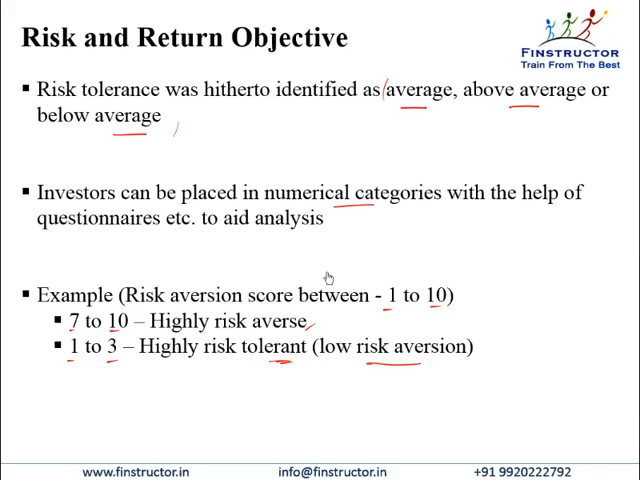 Risk and Return Objective
FINSTRUCTOR
TRAIN FROM THE BEST
▪ Risk tolerance was hitherto identified as average, above average or
below average
▪ Investors can be placed in numerical categories with the help of
questionnaires etc. to aid analysis
▪ Example (Risk aversion score between - 1 to 10)
▪ 7 to 10 – Highly risk averse
▪ 1 to 3 – Highly risk tolerant (low risk aversion)
www.finstructor.in info@finstructor.in +91 9920222792